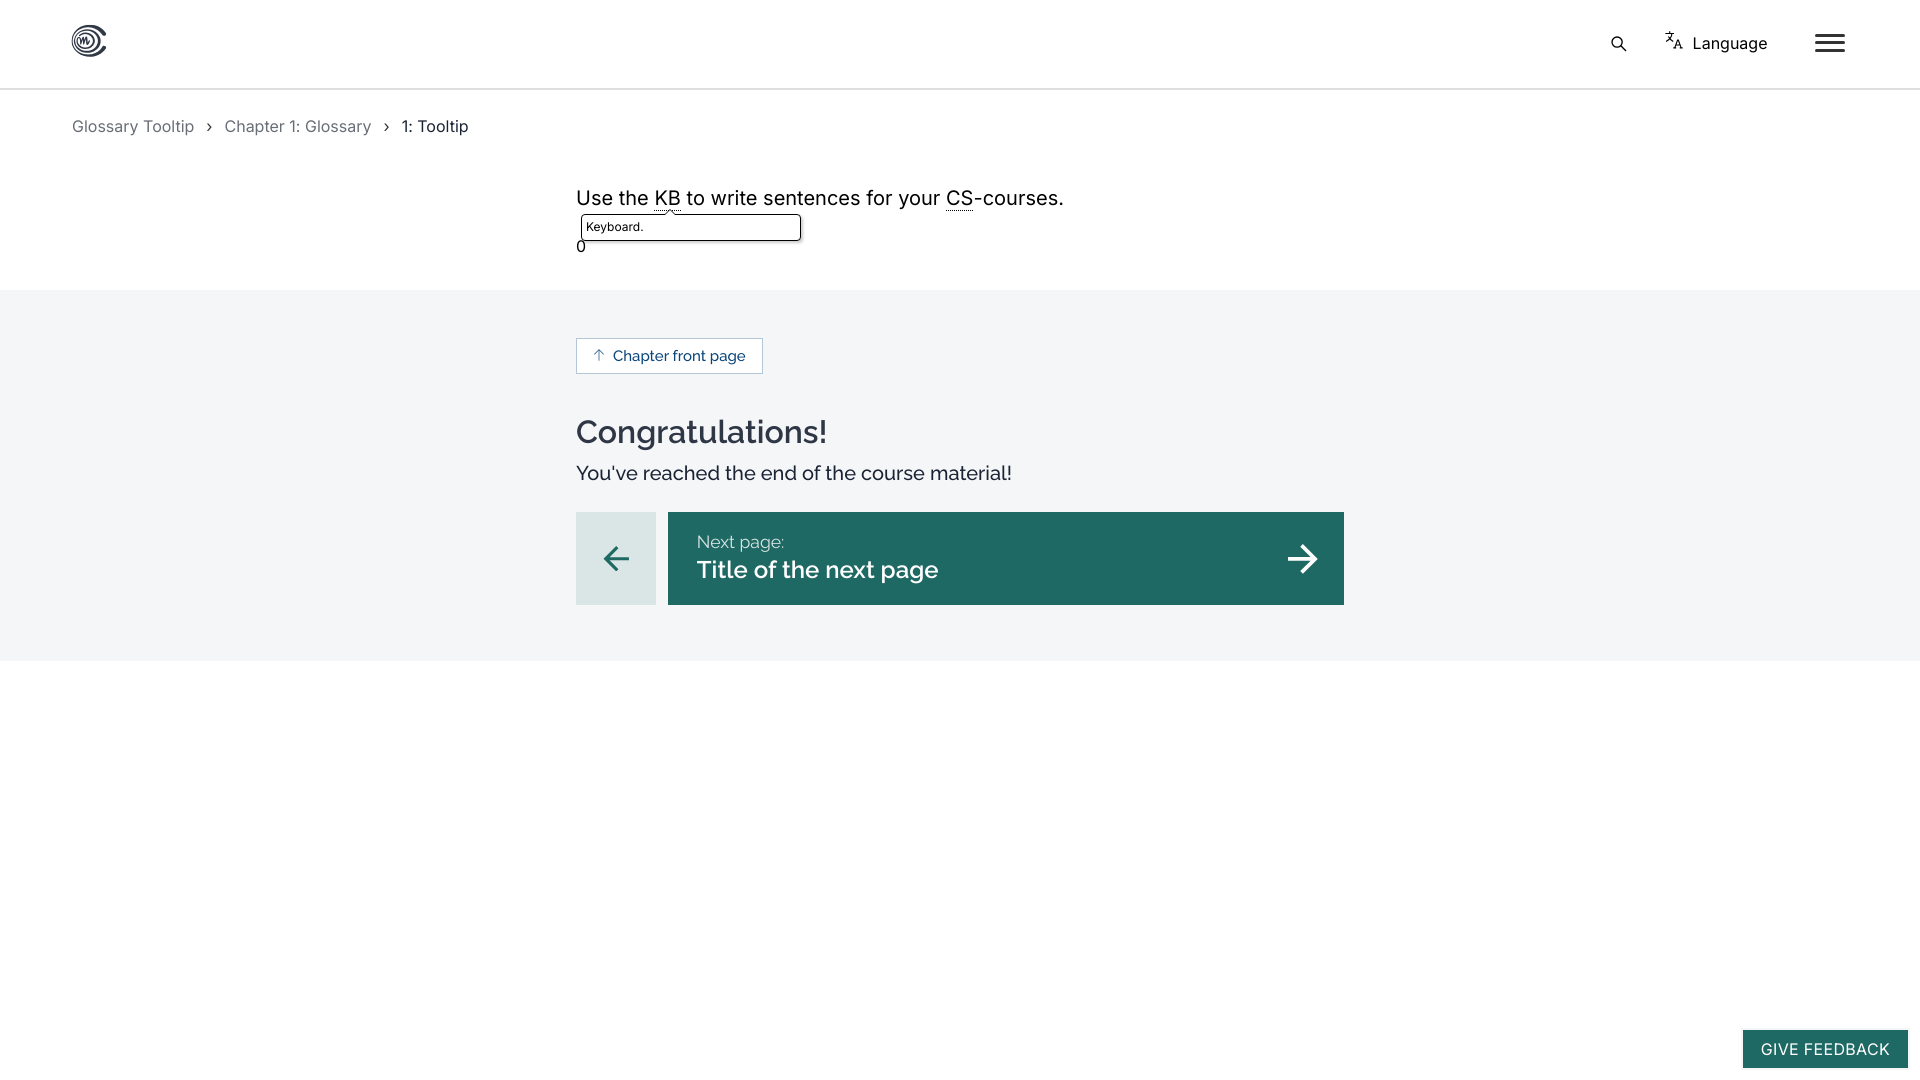 Language
Glossary Tooltip › Chapter 1: Glossary › 1: Tooltip
Use the KB to write sentences for your CS-courses.
Keyboard.
0
Chapter front page
Congratulations!
You've reached the end of the course material!
Next page:
Title of the next page
GIVE FEEDBACK